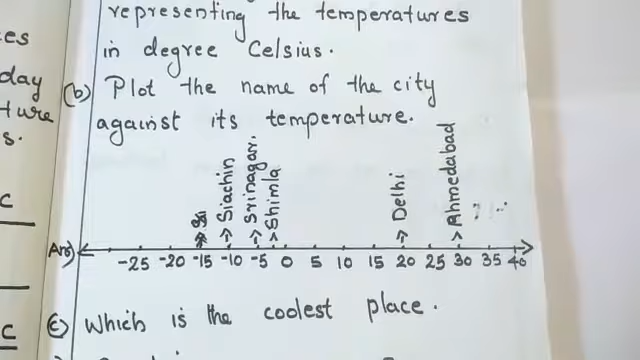 representing the temperatures
in degree Celsius.
day
(b) Plot the name of the city
ture
against its temperature.
s.
Siachin
Srinagar.
Shimla
Delhi
Ahmedabad
C
Ans)
-25 -20 -15 -10 -5 0 5 10 15 20 25 30 35 40
c) Which is the coolest place.
C